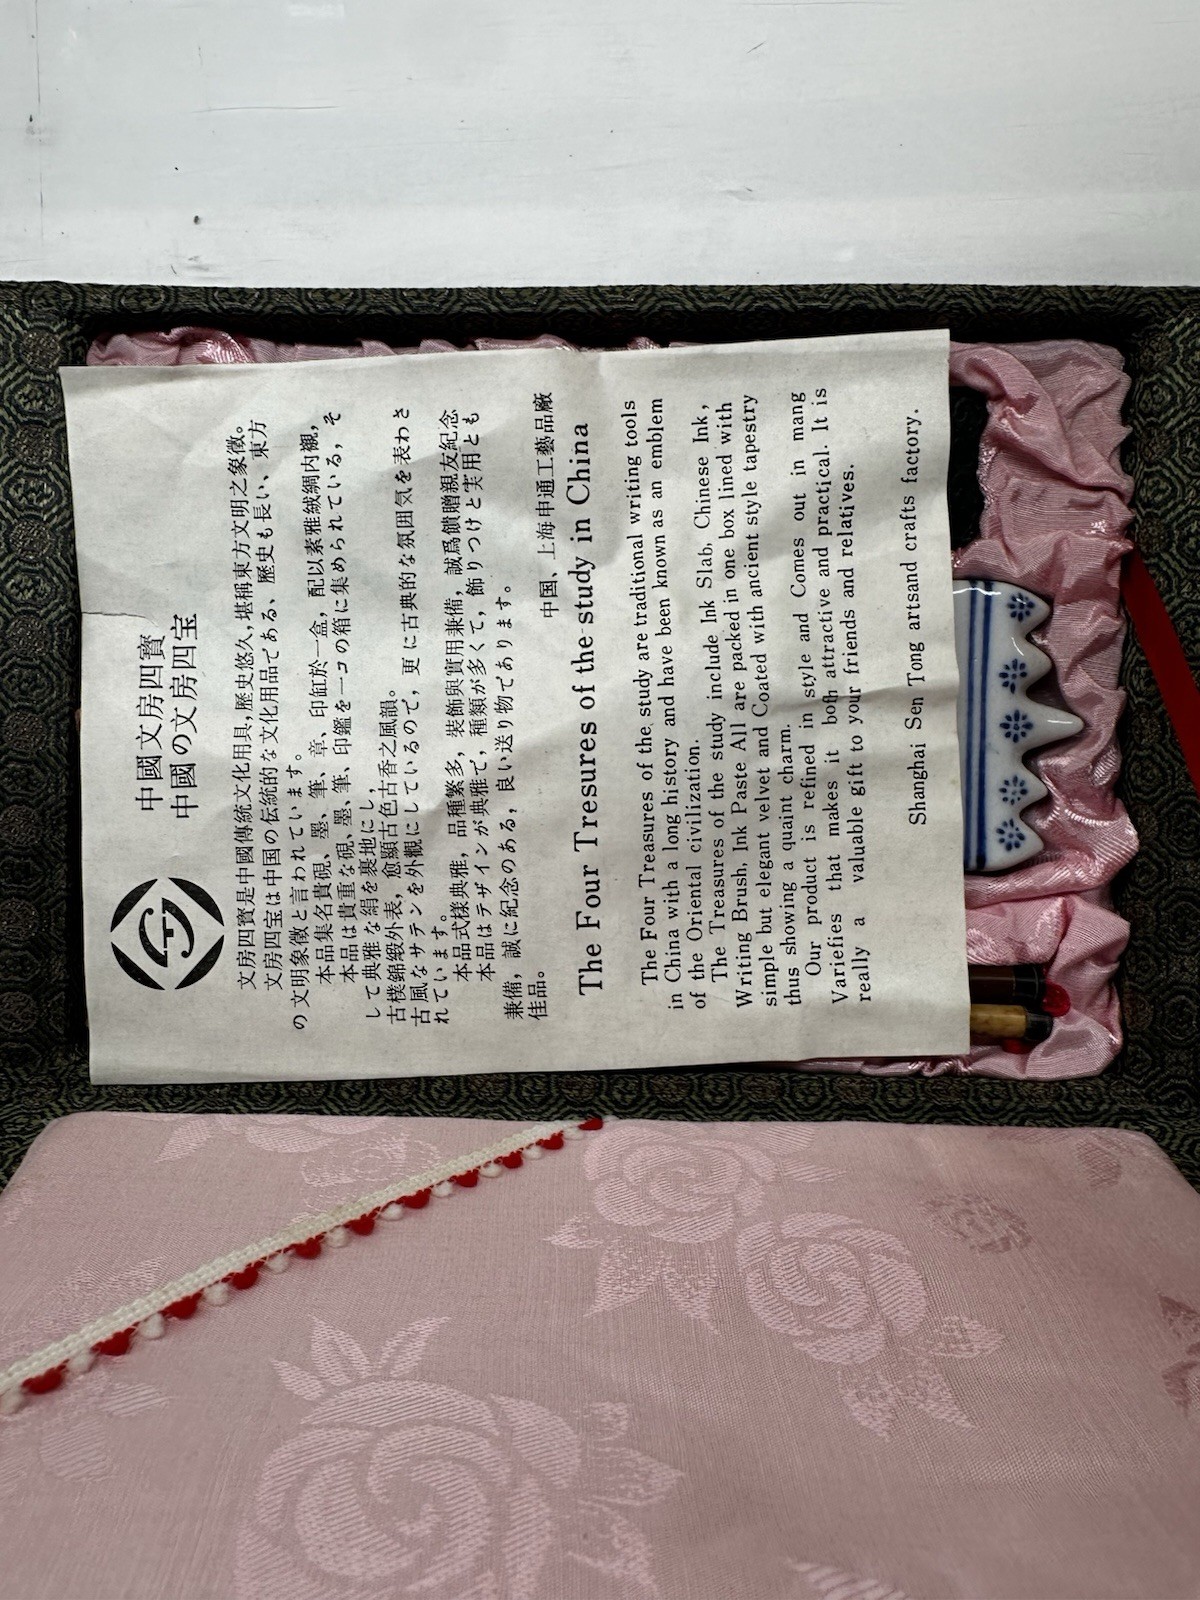 中國文房四寳
中國の文房四宝
文房四寳是中國傳統文化用具,歷史悠久,堪稱東方文明之象徵。
文房四宝は中国の伝統的な文化用品である、歷史も長い、東方
の文明象徴と言われています。
本品集名貴硯、墨、筆、章、印缸於一盒，配以素雅絨綢内襯，
本品は貴重な硯、墨、筆、印鑑を一コの箱に集められている，そ
して典雅な絹を裏地にし，
古樸錦緞外表，愈顯古色古香之風韻。
古風なサテンを外觀にしているので，更に古典的な氛囲気を表わさ
れています。
本品式樣典雅，品種繁多，裝飾與實用兼備，誠爲饋贈親友紀念
本品はデザインが典雅で，種類が多くて，飾りつけと実用とも
兼備，誠に紀念のある，良い送り物であります。
佳品。
中国、上海申通工藝品廠
The Four Tresures of the study in China
The Four Treasures of the study are traditional writing tools
in China with a long history and have been known as an emblem
of the Oriental civilization.
The Treasures of the study include Ink Slab, Chinese Ink,
Writing Brush, Ink Paste All are packed in one box lined with
simple but elegant velvet and Coated with ancient style tapestry
thus showing a quaint charm.
Our product is refined in style and Comes out in mang
Variefies that makes it both attractive and practical. It is
really a valuable gift to your friends and relatives.
Shanghai Sen Tong artsand crafts factory.